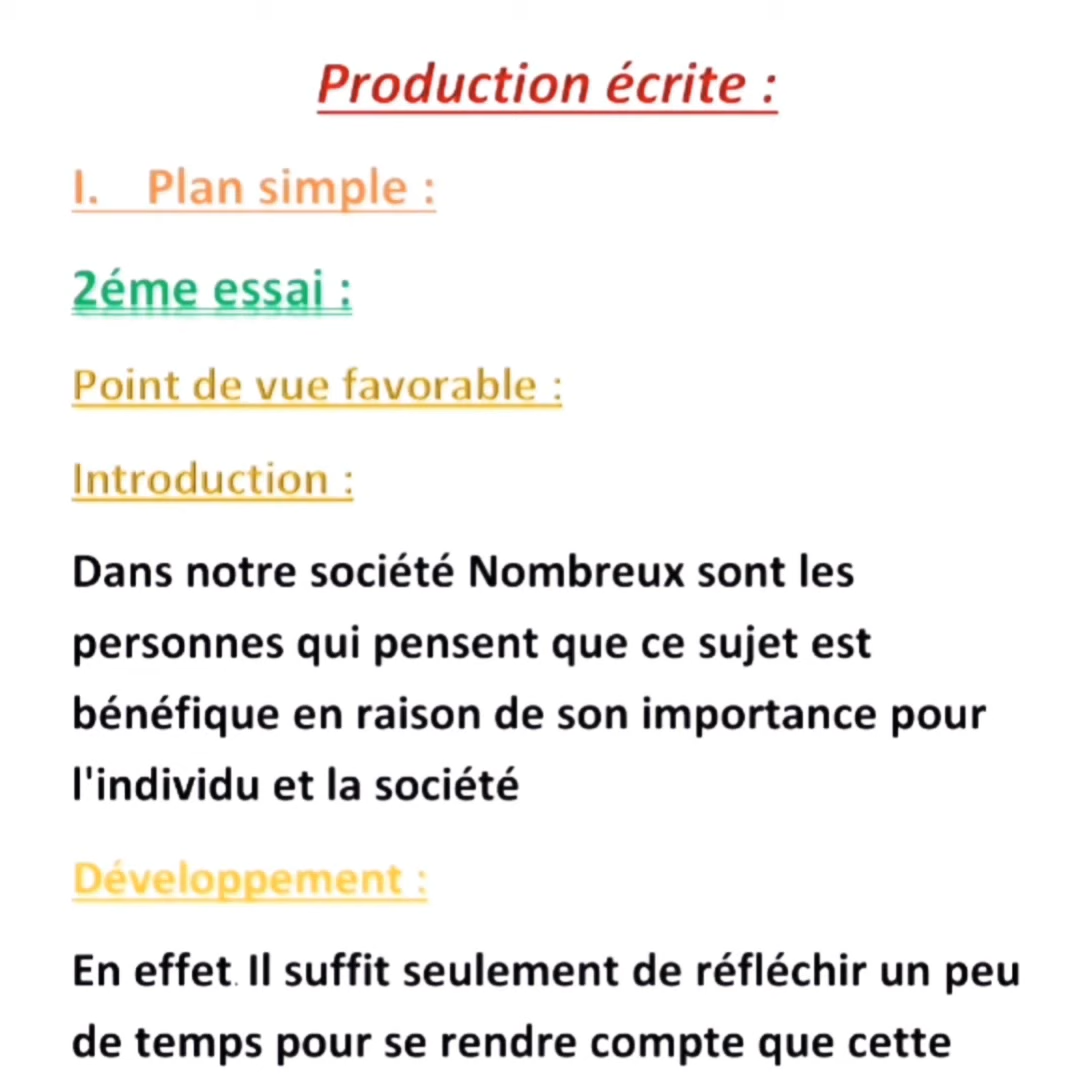 Production écrite :
I. Plan simple :
2éme essai :
Point de vue favorable :
Introduction :
Dans notre société Nombreux sont les
personnes qui pensent que ce sujet est
bénéfique en raison de son importance pour
l'individu et la société
Développement :
En effet. Il suffit seulement de réfléchir un peu
de temps pour se rendre compte que cette